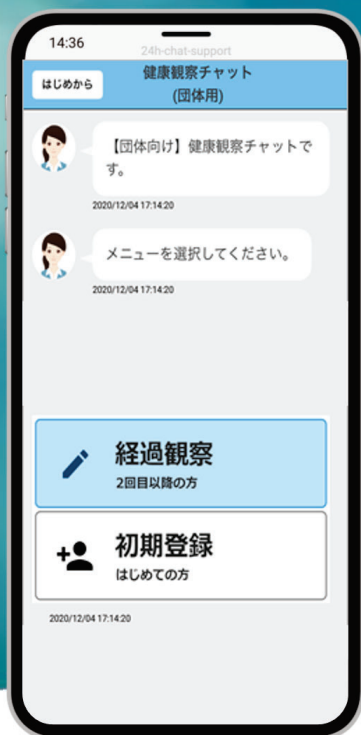 14:36
24h-chat-support
はじめから
健康観察チャット
(団体用)
【団体向け】健康観察チャットで
す。
2020/12/04 17:14:20
メニューを選択してください。
2020/12/04 17:14:20
経過観察
2回目以降の方
初期登録
はじめての方
2020/12/04 17:14:20